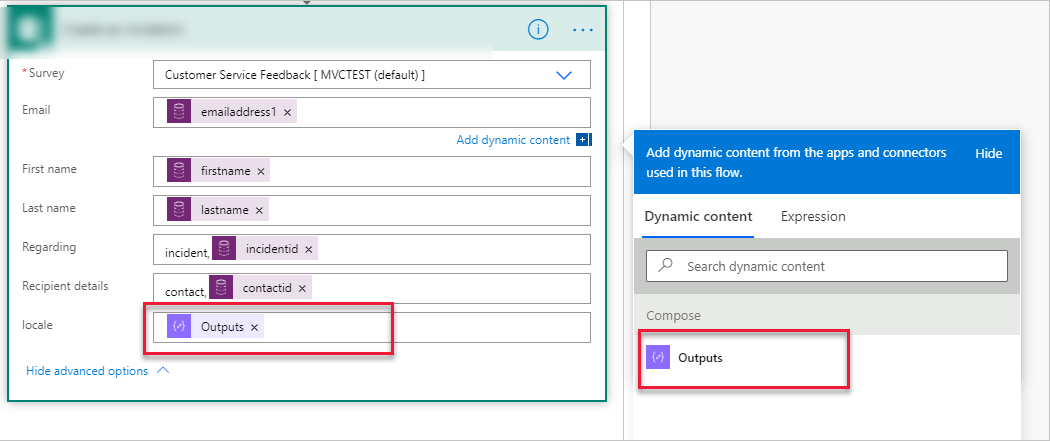 * Survey
Customer Service Feedback [ MVCTEST (default) ]
Email
emailaddress1 ×
Add dynamic content
First name
firstname ×
Last name
lastname ×
Regarding
incident, incidentid ×
Recipient details
contact, contactid ×
locale
Outputs ×
Hide advanced options
Add dynamic content from the apps and connectors
used in this flow.
Hide
Dynamic content
Expression
Search dynamic content
Compose
Outputs